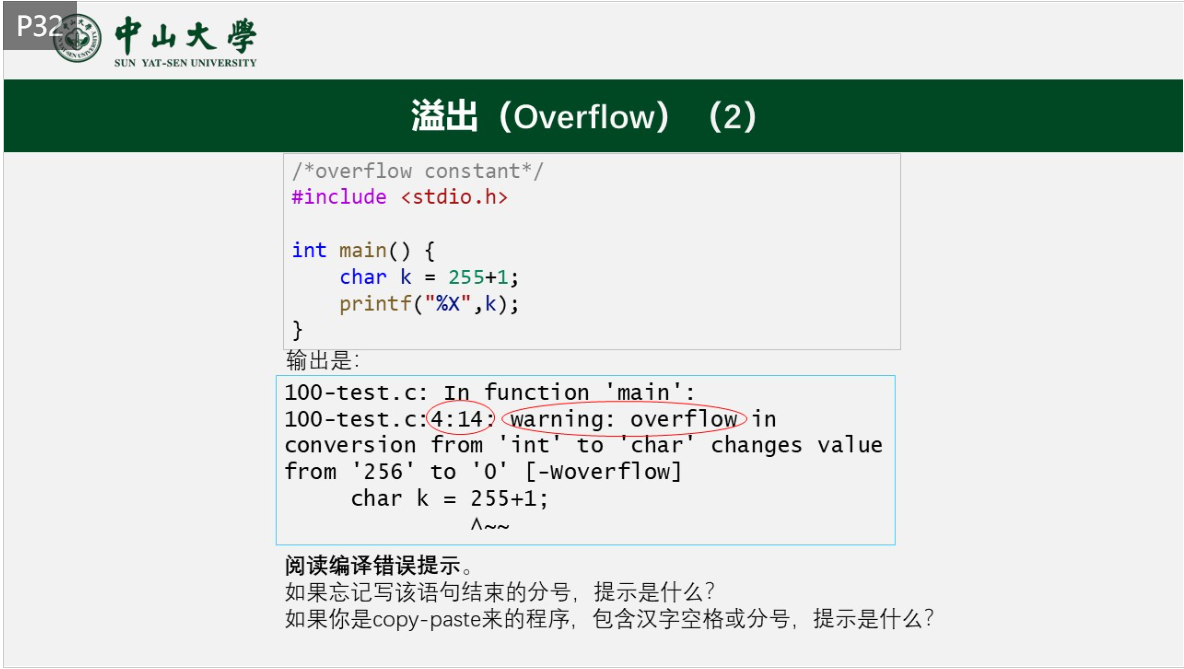 P32
中山大學
SUN YAT-SEN UNIVERSITY
溢出（Overflow）（2）
/*overflow constant*/
#include <stdio.h>
int main() {
    char k = 255+1;
    printf("%X",k);
}
输出是：
100-test.c: In function 'main':
100-test.c:4:14: warning: overflow in
conversion from 'int' to 'char' changes value
from '256' to '0' [-Woverflow]
     char k = 255+1;
              ^~~
阅读编译错误提示。
如果忘记写该语句结束的分号，提示是什么？
如果你是copy-paste来的程序，包含汉字空格或分号，提示是什么？